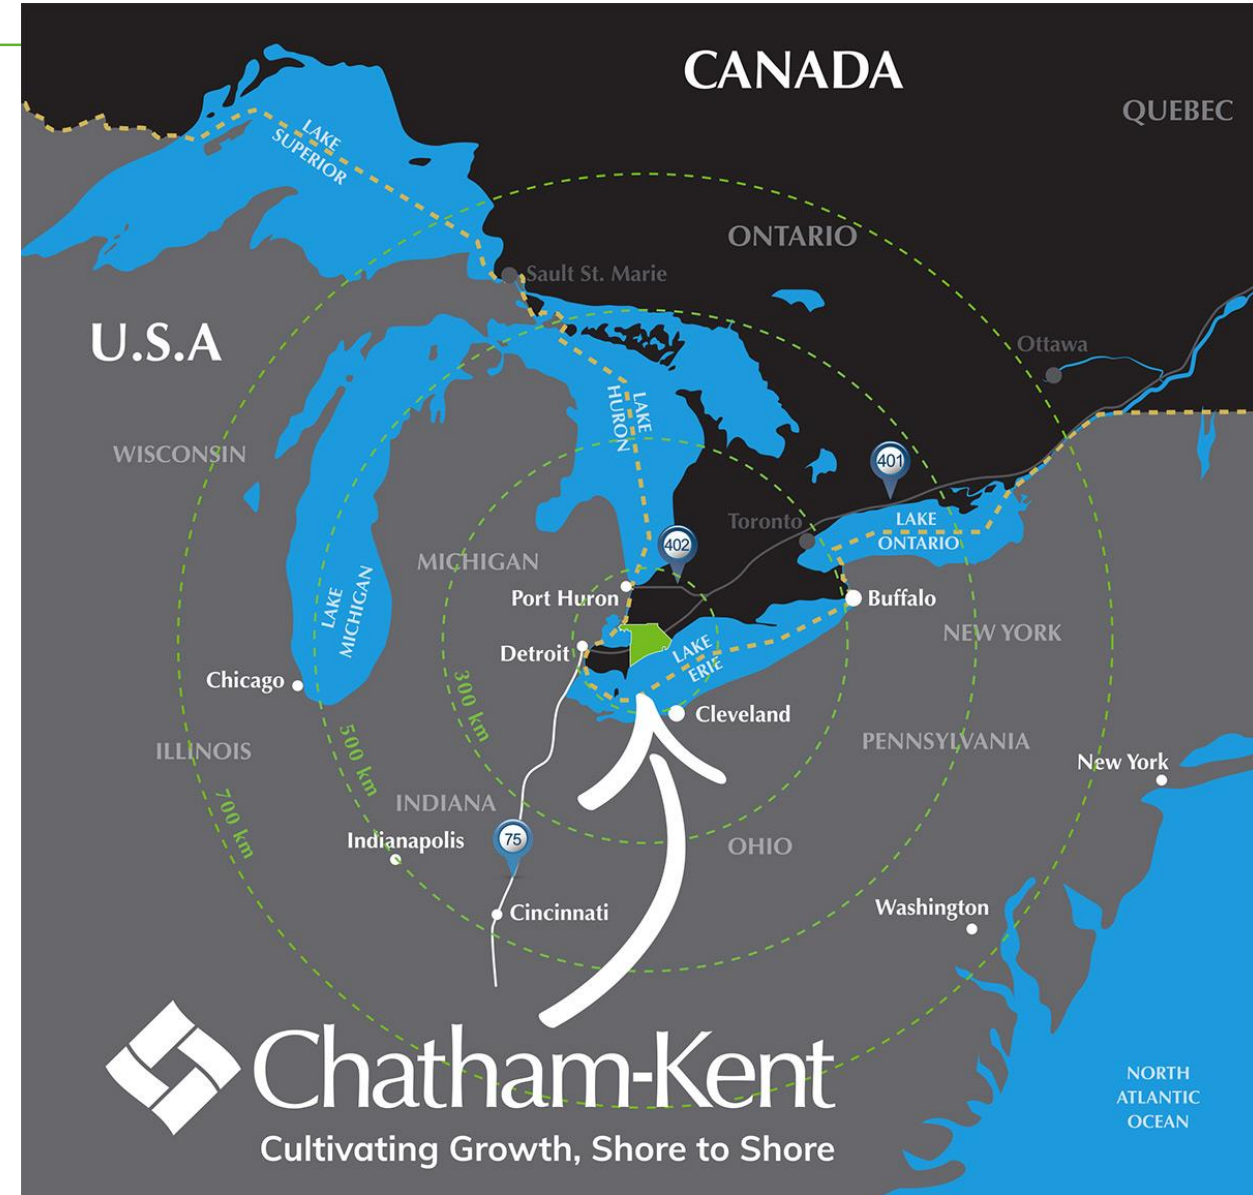 CANADA
QUEBEC
LAKE
SUPERIOR
ONTARIO
Sault St. Marie
U.S.A
Ottawa
LAKE
HURON
WISCONSIN
401
LAKE
ONTARIO
Toronto
402
MICHIGAN
Port Huron
Buffalo
LAKE
MICHIGAN
NEW YORK
Detroit
LAKE
ERIE
Chicago
300 km
Cleveland
500 km
ILLINOIS
PENNSYLVANIA
New York
700 km
INDIANA
Indianapolis
75
OHIO
Cincinnati
Washington
Chatham-Kent
Cultivating Growth, Shore to Shore
NORTH
ATLANTIC
OCEAN